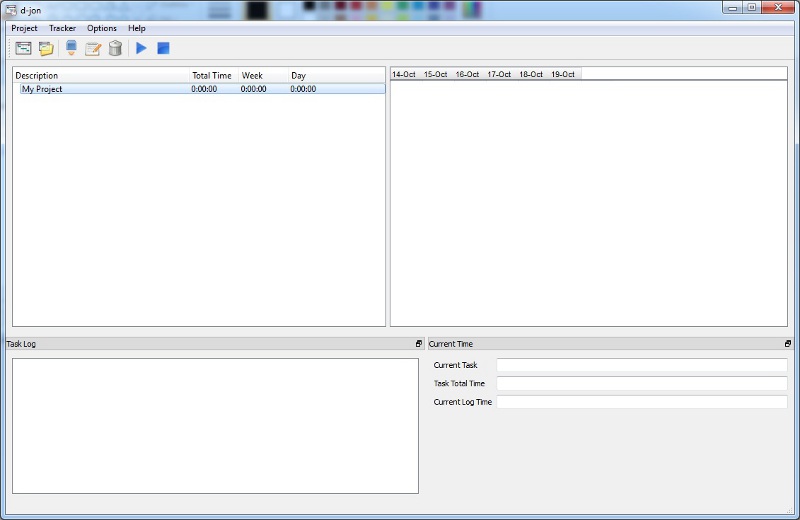 d-jon
Project Tracker Options Help
Description Total Time Week Day
My Project 0:00:00 0:00:00 0:00:00
14-Oct 15-Oct 16-Oct 17-Oct 18-Oct 19-Oct
Task Log
Current Time
Current Task
Task Total Time
Current Log Time